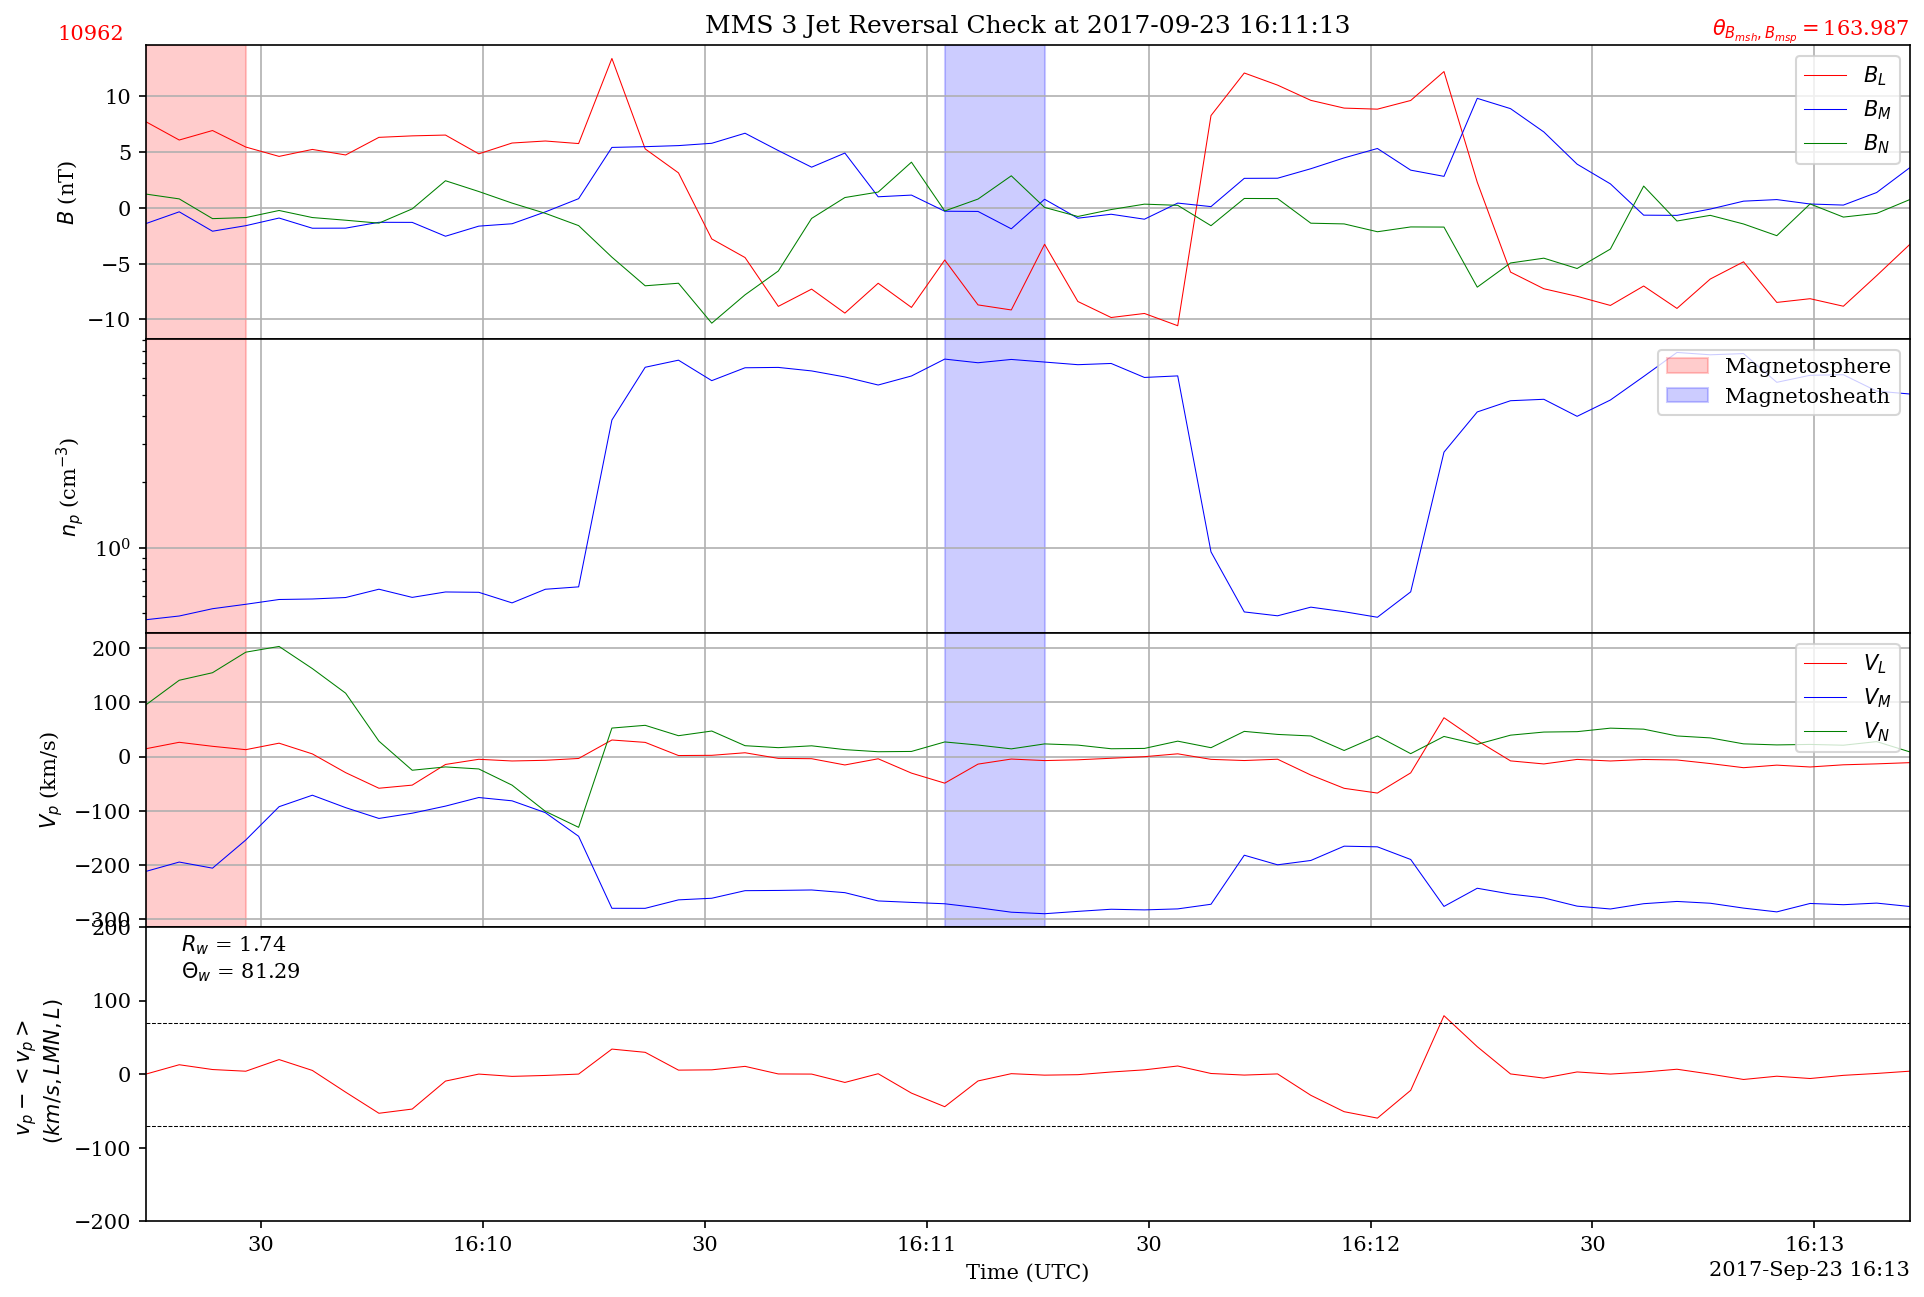 10962
MMS 3 Jet Reversal Check at 2017-09-23 16:11:13
θ_{B_{msh}, B_{msp}} = 163.987
B (nT)
10
5
0
−5
−10
B_L
B_M
B_N
n_p (cm^{−3})
10^0
Magnetosphere
Magnetosheath
V_p (km/s)
200
100
0
−100
−200
−300
V_L
V_M
V_N
v_p − < v_p >
(km/s, LMN, L)
200
100
0
−100
−200
R_w = 1.74
Θ_w = 81.29
30
16:10
30
16:11
30
16:12
30
16:13
Time (UTC)
2017-Sep-23 16:13